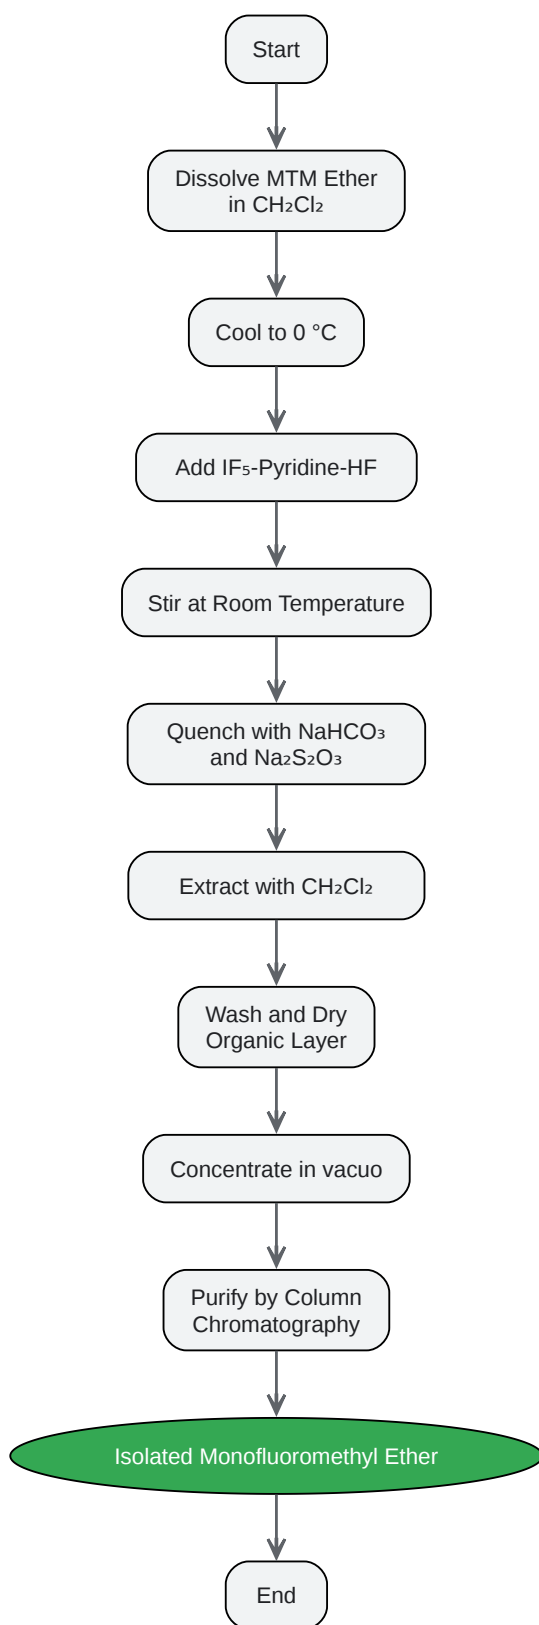 Start
Dissolve MTM Ether
in CH₂Cl₂
Cool to 0 °C
Add IF₅-Pyridine-HF
Stir at Room Temperature
Quench with NaHCO₃
and Na₂S₂O₃
Extract with CH₂Cl₂
Wash and Dry
Organic Layer
Concentrate in vacuo
Purify by Column
Chromatography
Isolated Monofluoromethyl Ether
End